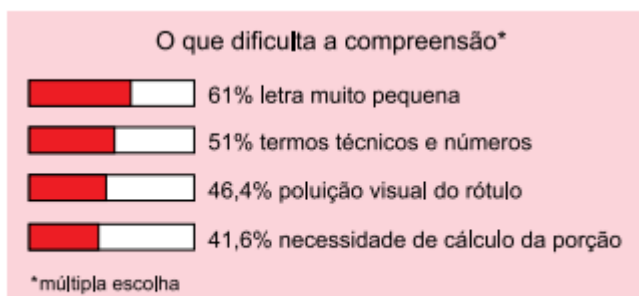 O que dificulta a compreensão*
61% letra muito pequena
51% termos técnicos e números
46,4% poluição visual do rótulo
41,6% necessidade de cálculo da porção
*múltipla escolha